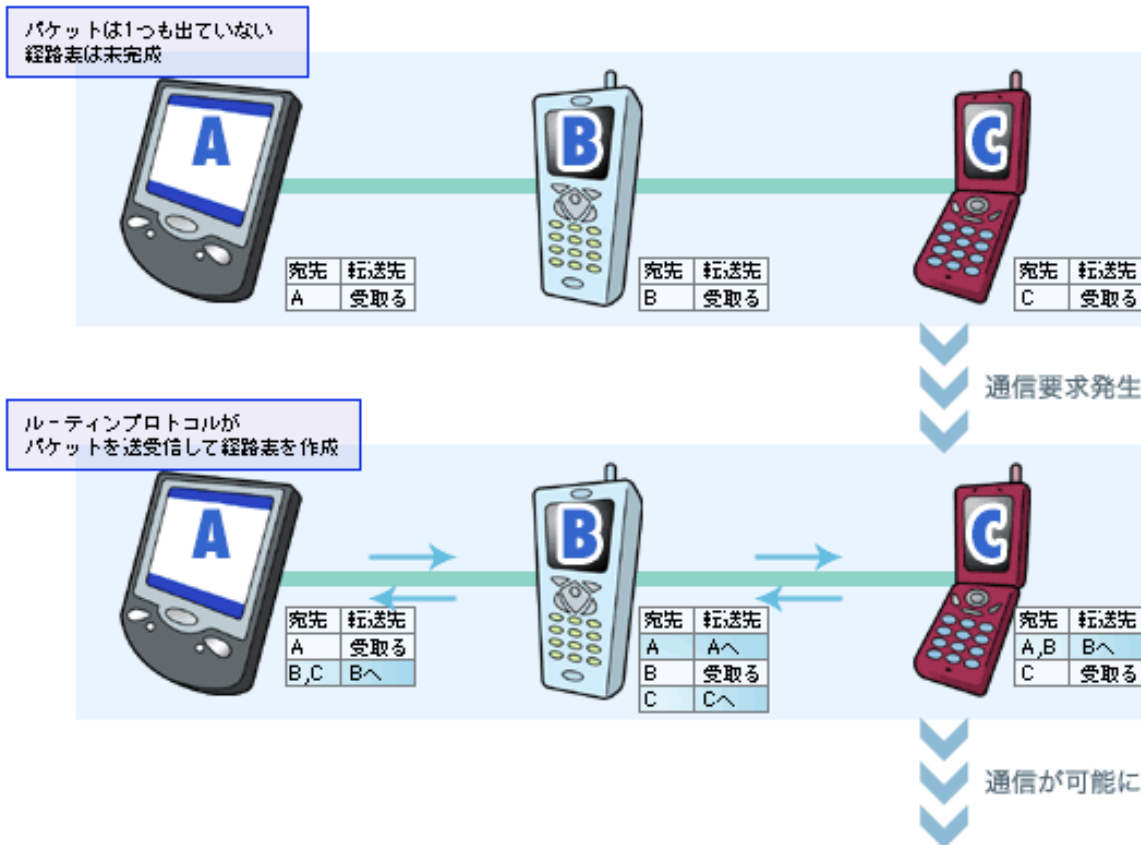 パケットは1つも出ていない
経路表は未完成
A
B
C
宛先 転送先
A 受取る
宛先 転送先
B 受取る
宛先 転送先
C 受取る
通信要求発生
ルーティンプロトコルが
パケットを送受信して経路表を作成
A
B
C
宛先 転送先
A 受取る
B,C Bへ
宛先 転送先
A Aへ
B 受取る
C Cへ
宛先 転送先
A,B Bへ
C 受取る
通信が可能に